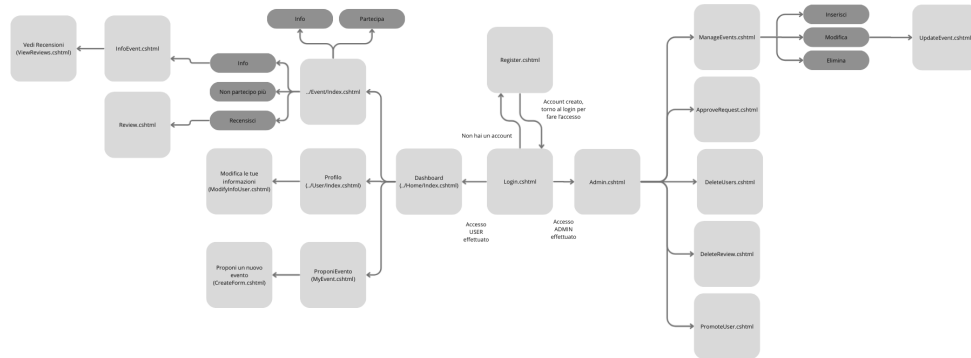 Info
Partecipa
Vedi Recensioni
(ViewReviews.cshtml)
InfoEvent.cshtml
Info
Non partecipo più
Recensisci
../Event/Index.cshtml
Review.cshtml
Register.cshtml
Account creato,
torno al login per
fare l'accesso
Non hai un account
ManageEvents.cshtml
Inserisci
Modifica
Elimina
UpdateEvent.cshtml
ApproveRequest.cshtml
Modifica le tue
informazioni
(ModifyInfoUser.cshtml)
Profilo
(../User/Index.cshtml)
Dashboard
(../Home/Index.cshtml)
Login.cshtml
Admin.cshtml
DeleteUsers.cshtml
Accesso
USER
effettuato
Accesso
ADMIN
effettuato
Proponi un nuovo
evento
(CreateForm.cshtml)
ProponiEvento
(MyEvent.cshtml)
DeleteReview.cshtml
PromoteUser.cshtml